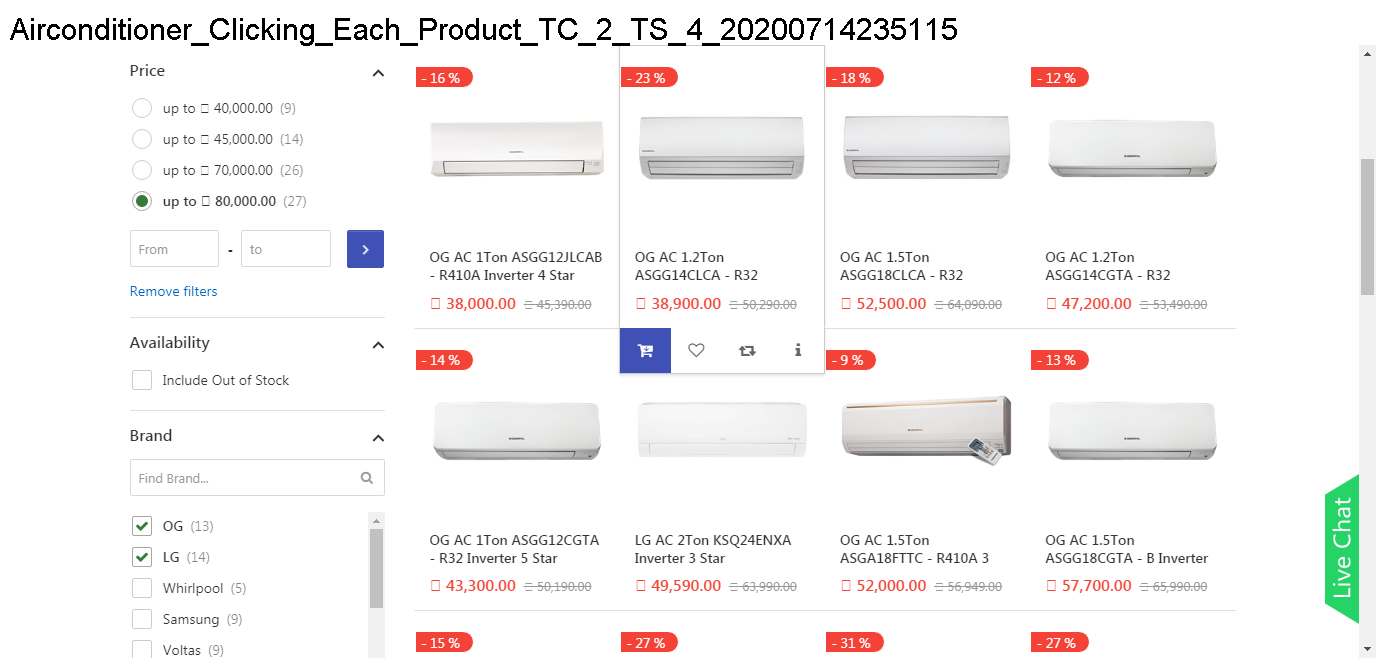 Airconditioner_Clicking_Each_Product_TC_2_TS_4_20200714235115
Price
up to 40,000.00 (9)
up to 45,000.00 (14)
up to 70,000.00 (26)
up to 80,000.00 (27)
From - to
Remove filters
Availability
Include Out of Stock
Brand
Find Brand...
OG (13)
LG (14)
Whirlpool (5)
Samsung (9)
Voltas (9)
- 16 %
- 23 %
- 18 %
- 12 %
OG AC 1Ton ASGG12JLCAB
- R410A Inverter 4 Star
38,000.00 45,390.00
OG AC 1.2Ton
ASGG14CLCA - R32
38,900.00 50,290.00
OG AC 1.5Ton
ASGG18CLCA - R32
52,500.00 64,090.00
OG AC 1.2Ton
ASGG14CGTA - R32
47,200.00 53,490.00
- 14 %
- 9 %
- 13 %
OG AC 1Ton ASGG12CGTA
- R32 Inverter 5 Star
43,300.00 50,190.00
LG AC 2Ton KSQ24ENXA
Inverter 3 Star
49,590.00 63,990.00
OG AC 1.5Ton
ASGA18FTTC - R410A 3
52,000.00 56,949.00
OG AC 1.5Ton
ASGG18CGTA - B Inverter
57,700.00 65,990.00
- 15 %
- 27 %
- 31 %
- 27 %
Live Chat